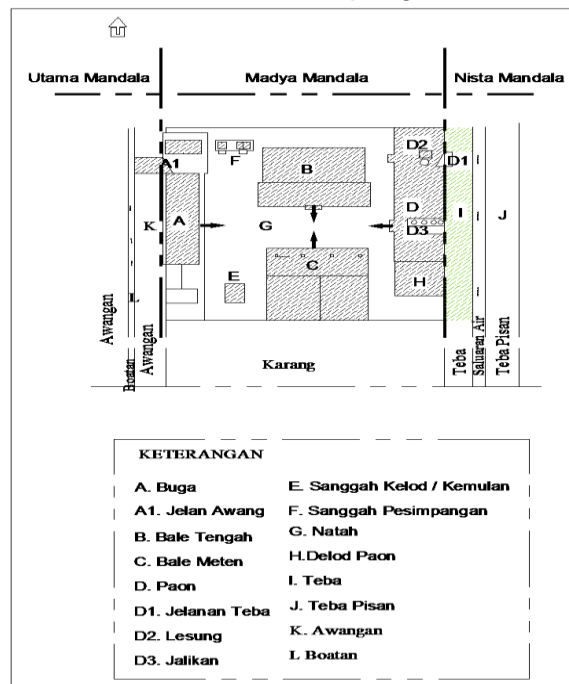 Utama Mandala Madya Mandala Nista Mandala
A1
F
B
D2
D1
K
A
G
D
D3
I
J
C
E
H
L
Awangan
Boatan
Awangan
Karang
Teba
Saluran Air
Teba Pisan
KETERANGAN
A. Buga
A1. Jelan Awang
B. Bale Tengah
C. Bale Meten
D. Paon
D1. Jelanan Teba
D2. Lesung
D3. Jalikan
E. Sanggah Kelod / Kemulan
F. Sanggah Pesimpangan
G. Natah
H.Delod Paon
I. Teba
J. Teba Pisan
K. Awangan
L Boatan